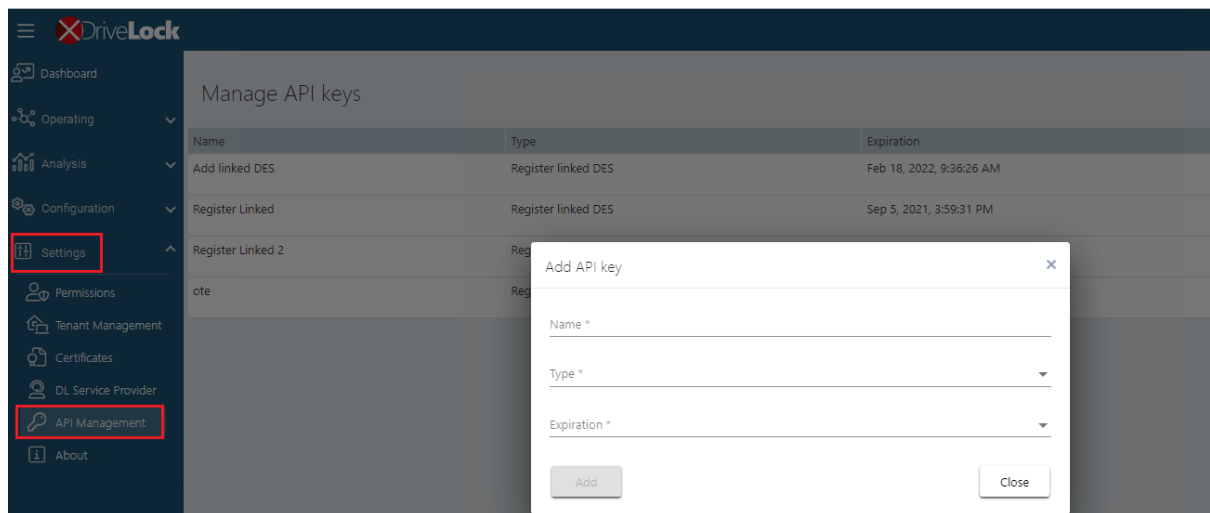 DriveLock
Dashboard
Operating
Analysis
Configuration
Settings
Permissions
Tenant Management
Certificates
DL Service Provider
API Management
About
Manage API keys
Name Type Expiration
Add linked DES Register linked DES Feb 18, 2022, 9:36:26 AM
Register Linked Register linked DES Sep 5, 2021, 3:59:31 PM
Register Linked 2 Reg
ote Reg
Add API key ×
Name *
Type *
Expiration *
Add Close